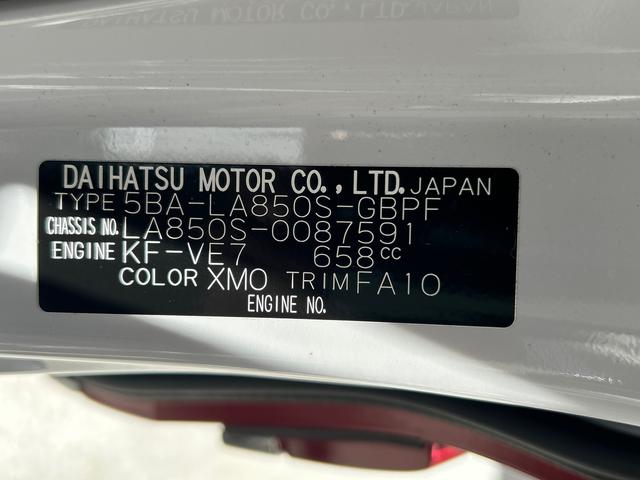 DAIHATSU MOTOR CO., LTD. JAPAN
TYPE 5BA-LA850S-GBPF
CHASSIS NO. LA850S-0087591
ENGINE KF-VE7 658cc
COLOR XM0 TRIM FA10
ENGINE NO.